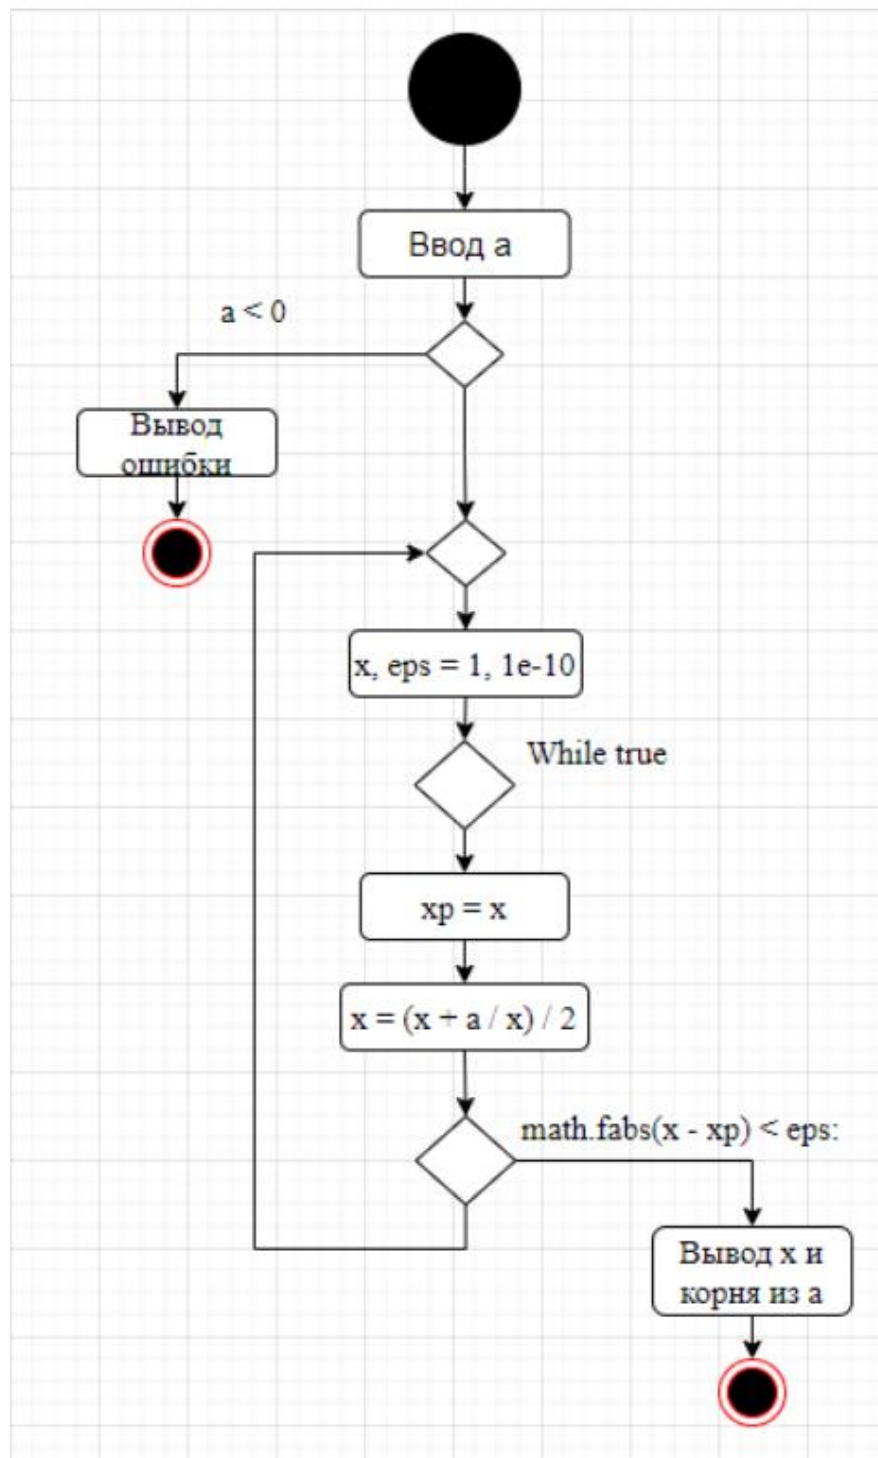 Ввод a
a < 0
Вывод
ошибки
x, eps = 1, 1e-10
While true
xp = x
x = (x + a / x) / 2
math.fabs(x - xp) < eps:
Вывод x и
корня из a